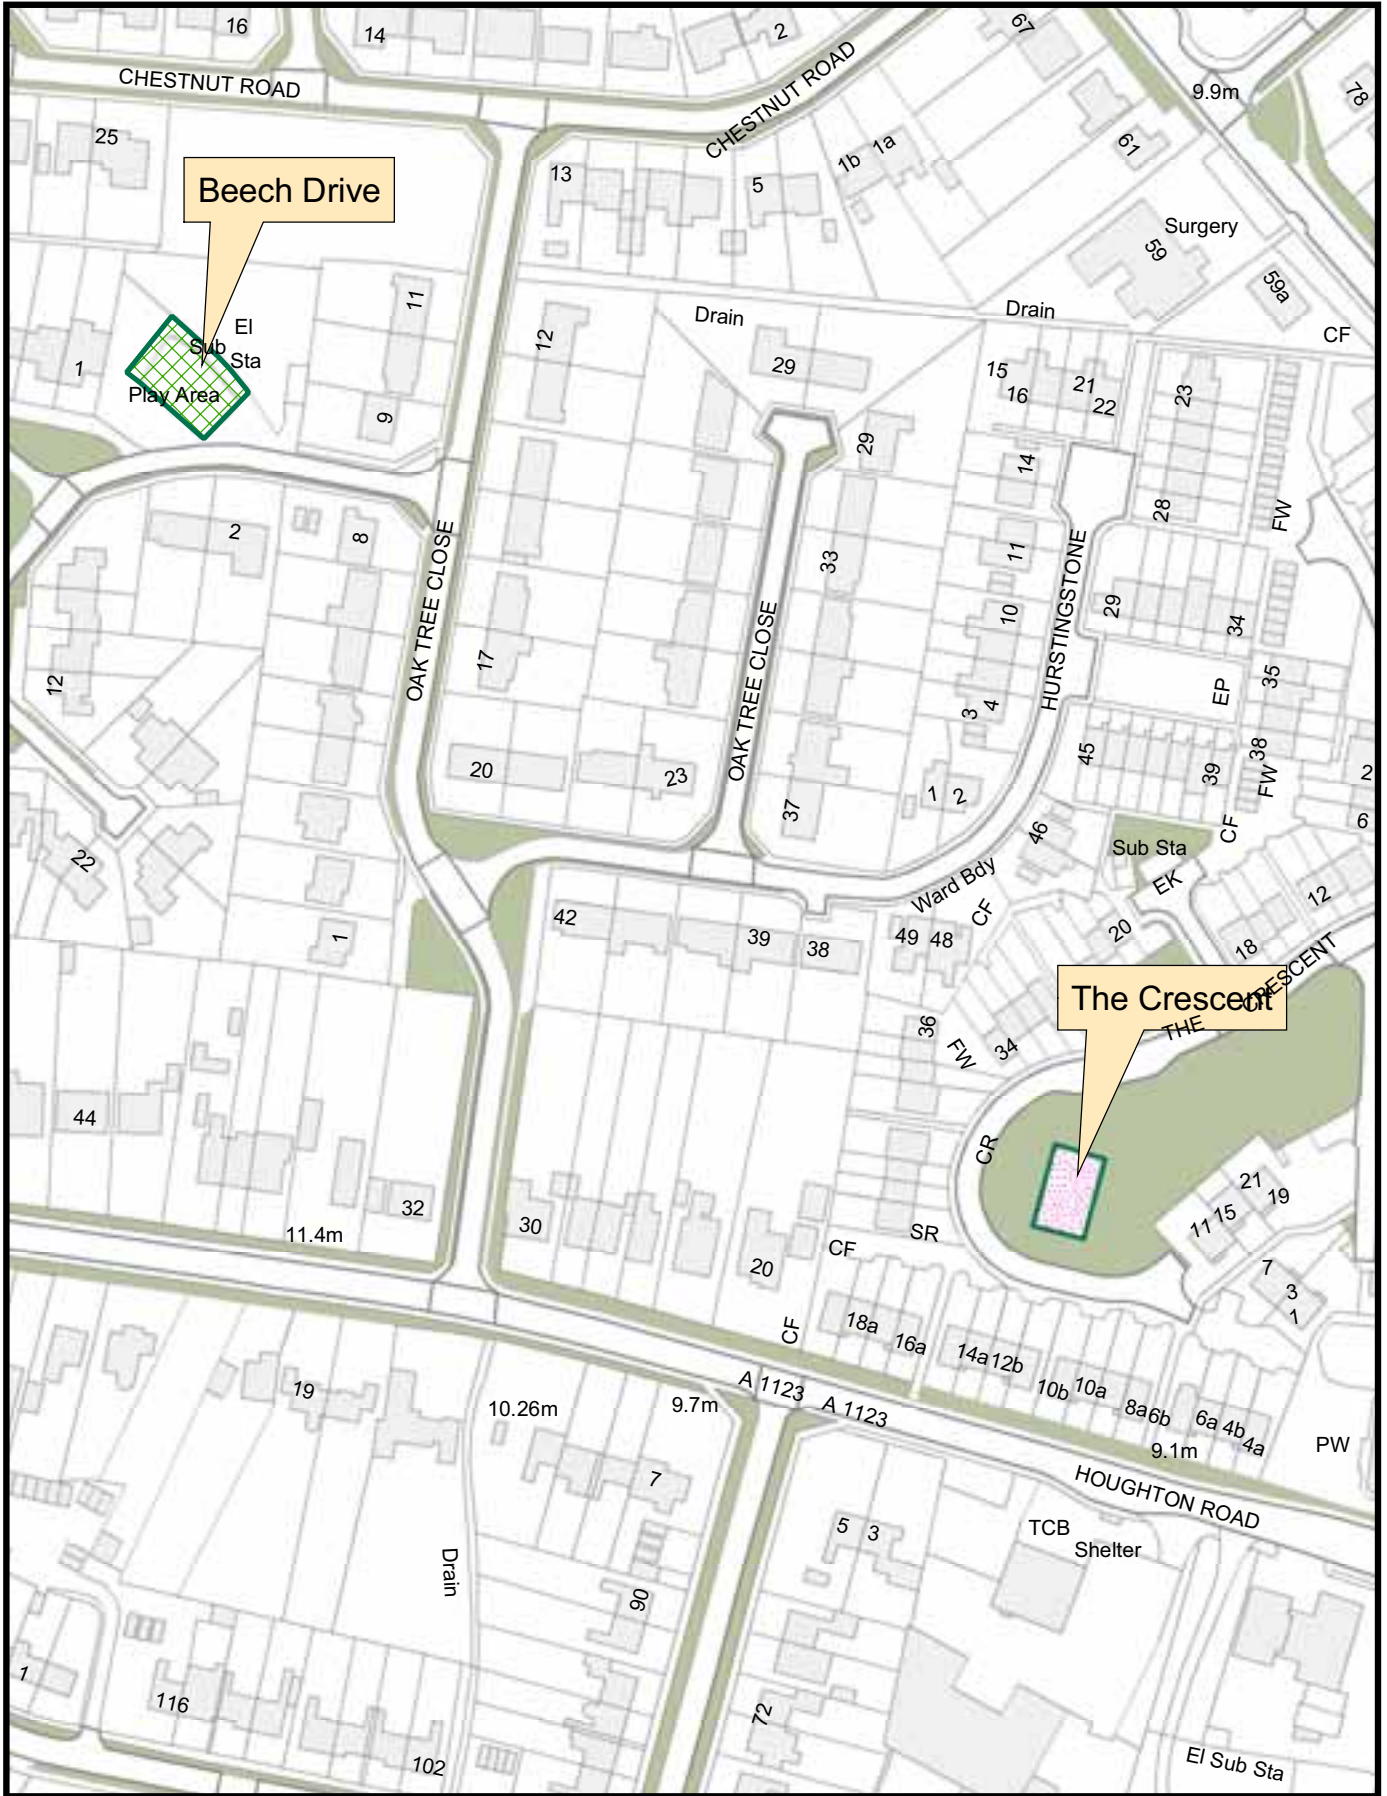 16
14
2
67
CHESTNUT ROAD
CHESTNUT ROAD
9.9m
78
25
Beech Drive
13
5
1b
1a
61
Surgery
59
59a
CF
11
El
Sub
Sta
Play Area
1
9
12
Drain
Drain
29
29
15
16
21
22
23
14
28
FW
2
8
OAK TREE CLOSE
33
11
HURSTINGSTONE
29
34
10
12
17
OAK TREE CLOSE
3
4
EP
35
45
38
39
FW
2
6
20
23
37
1
2
46
Sub Sta
CF
22
Ward Bdy
EK
12
1
42
39
38
49
48
CF
20
18
The Crescent
THE CRESCENT
36
FW
34
44
CR
32
30
11.4m
20
CF
SR
21
19
15
11
7
3
1
CF
18a
16a
14a
12b
10b
10a
8a
6b
6a
4b
4a
19
10.26m
9.7m
A 1123
A 1123
9.1m
PW
HOUGHTON ROAD
7
5
3
TCB
Shelter
Drain
90
1
116
72
102
El Sub Sta